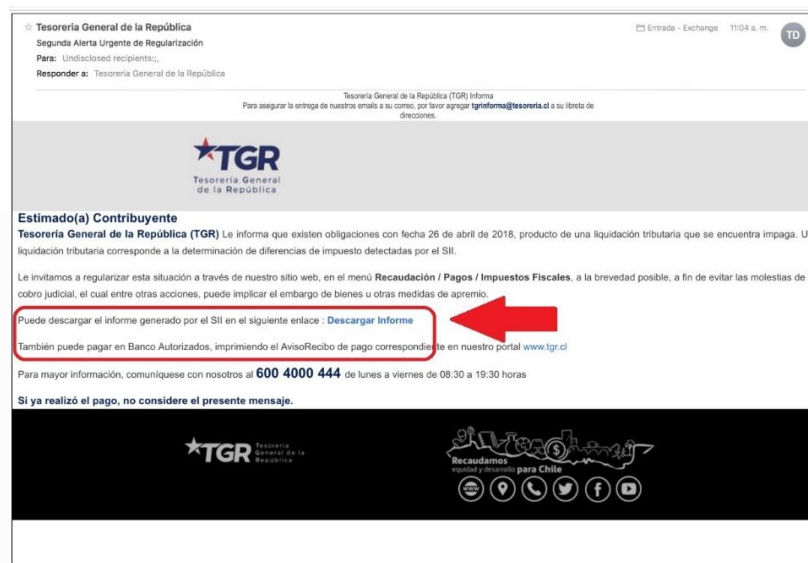 Tesoreria General de la República
Entrada - Exchange 11:04 a. m.
TD
Segunda Alerta Urgente de Regularización
Para: Undisclosed recipients:;,
Responder a: Tesoreria General de la República
Tesorería General de la República (TGR) Informa
Para asegurar la entrega de nuestros emails a su correo, por favor agregar tgrinforma@tesoreria.cl a su libreta de
direcciones.
TGR
Tesorería General
de la República
Estimado(a) Contribuyente
Tesorería General de la República (TGR) Le informa que existen obligaciones con fecha 26 de abril de 2018, producto de una liquidación tributaria que se encuentra impaga. U
liquidación tributaria corresponde a la determinación de diferencias de impuesto detectadas por el SII.
Le invitamos a regularizar esta situación a través de nuestro sitio web, en el menú Recaudación / Pagos / Impuestos Fiscales, a la brevedad posible, a fin de evitar las molestias de
cobro judicial, el cual entre otras acciones, puede implicar el embargo de bienes u otras medidas de apremio.
Puede descargar el informe generado por el SII en el siguiente enlace : Descargar Informe
También puede pagar en Banco Autorizados, imprimiendo el AvisoRecibo de pago correspondiente en nuestro portal www.tgr.cl
Para mayor información, comuníquese con nosotros al 600 4000 444 de lunes a viernes de 08:30 a 19:30 horas
Si ya realizó el pago, no considere el presente mensaje.
TGR
Tesorería
General de la
República
Recaudamos
equidad y desarrollo para Chile
www